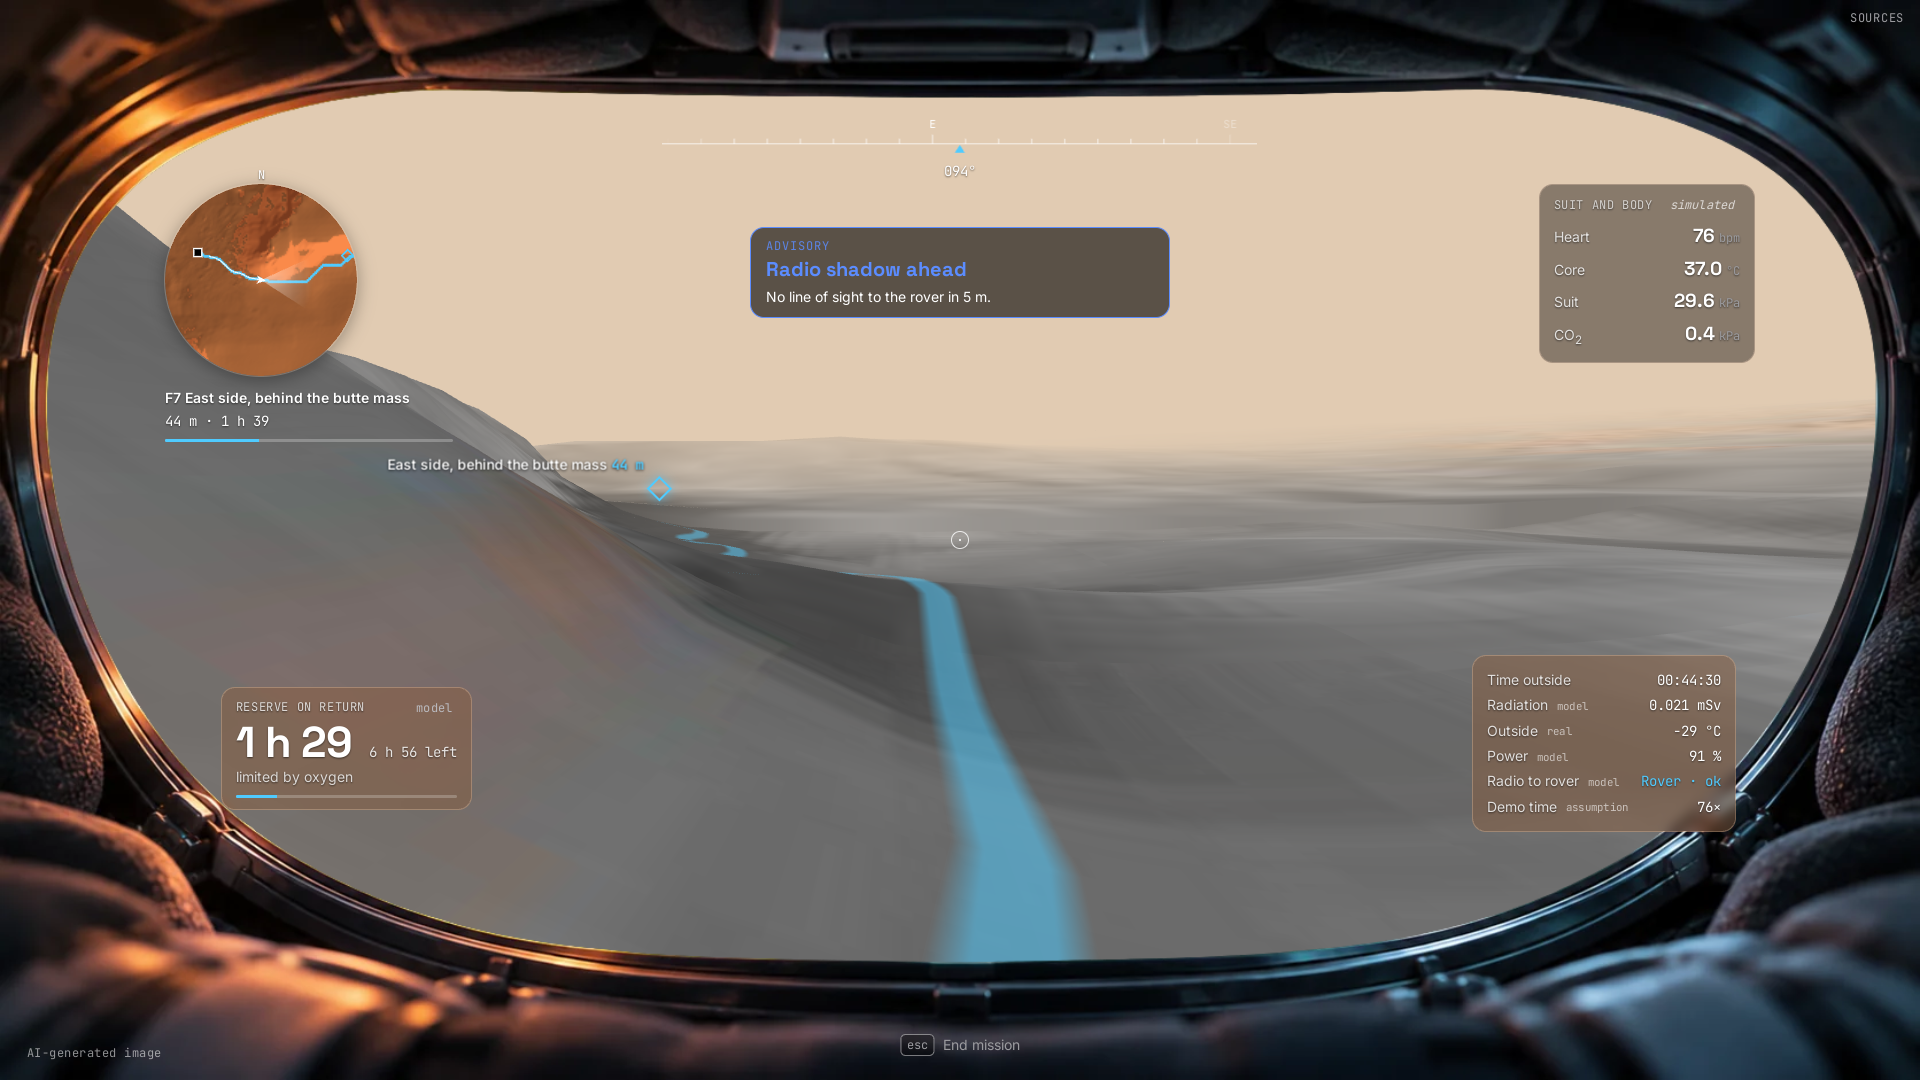 SOURCES
E
SE
094°
N
ADVISORY
Radio shadow ahead
No line of sight to the rover in 5 m.
SUIT AND BODY simulated
Heart 76 bpm
Core 37.0 °C
Suit 29.6 kPa
CO2 0.4 kPa
F7 East side, behind the butte mass
44 m · 1 h 39
East side, behind the butte mass 44 m
RESERVE ON RETURN model
1 h 29 6 h 56 left
limited by oxygen
Time outside 00:44:30
Radiation model 0.021 mSv
Outside real -29 °C
Power model 91 %
Radio to rover model Rover · ok
Demo time assumption 76×
esc End mission
AI-generated image